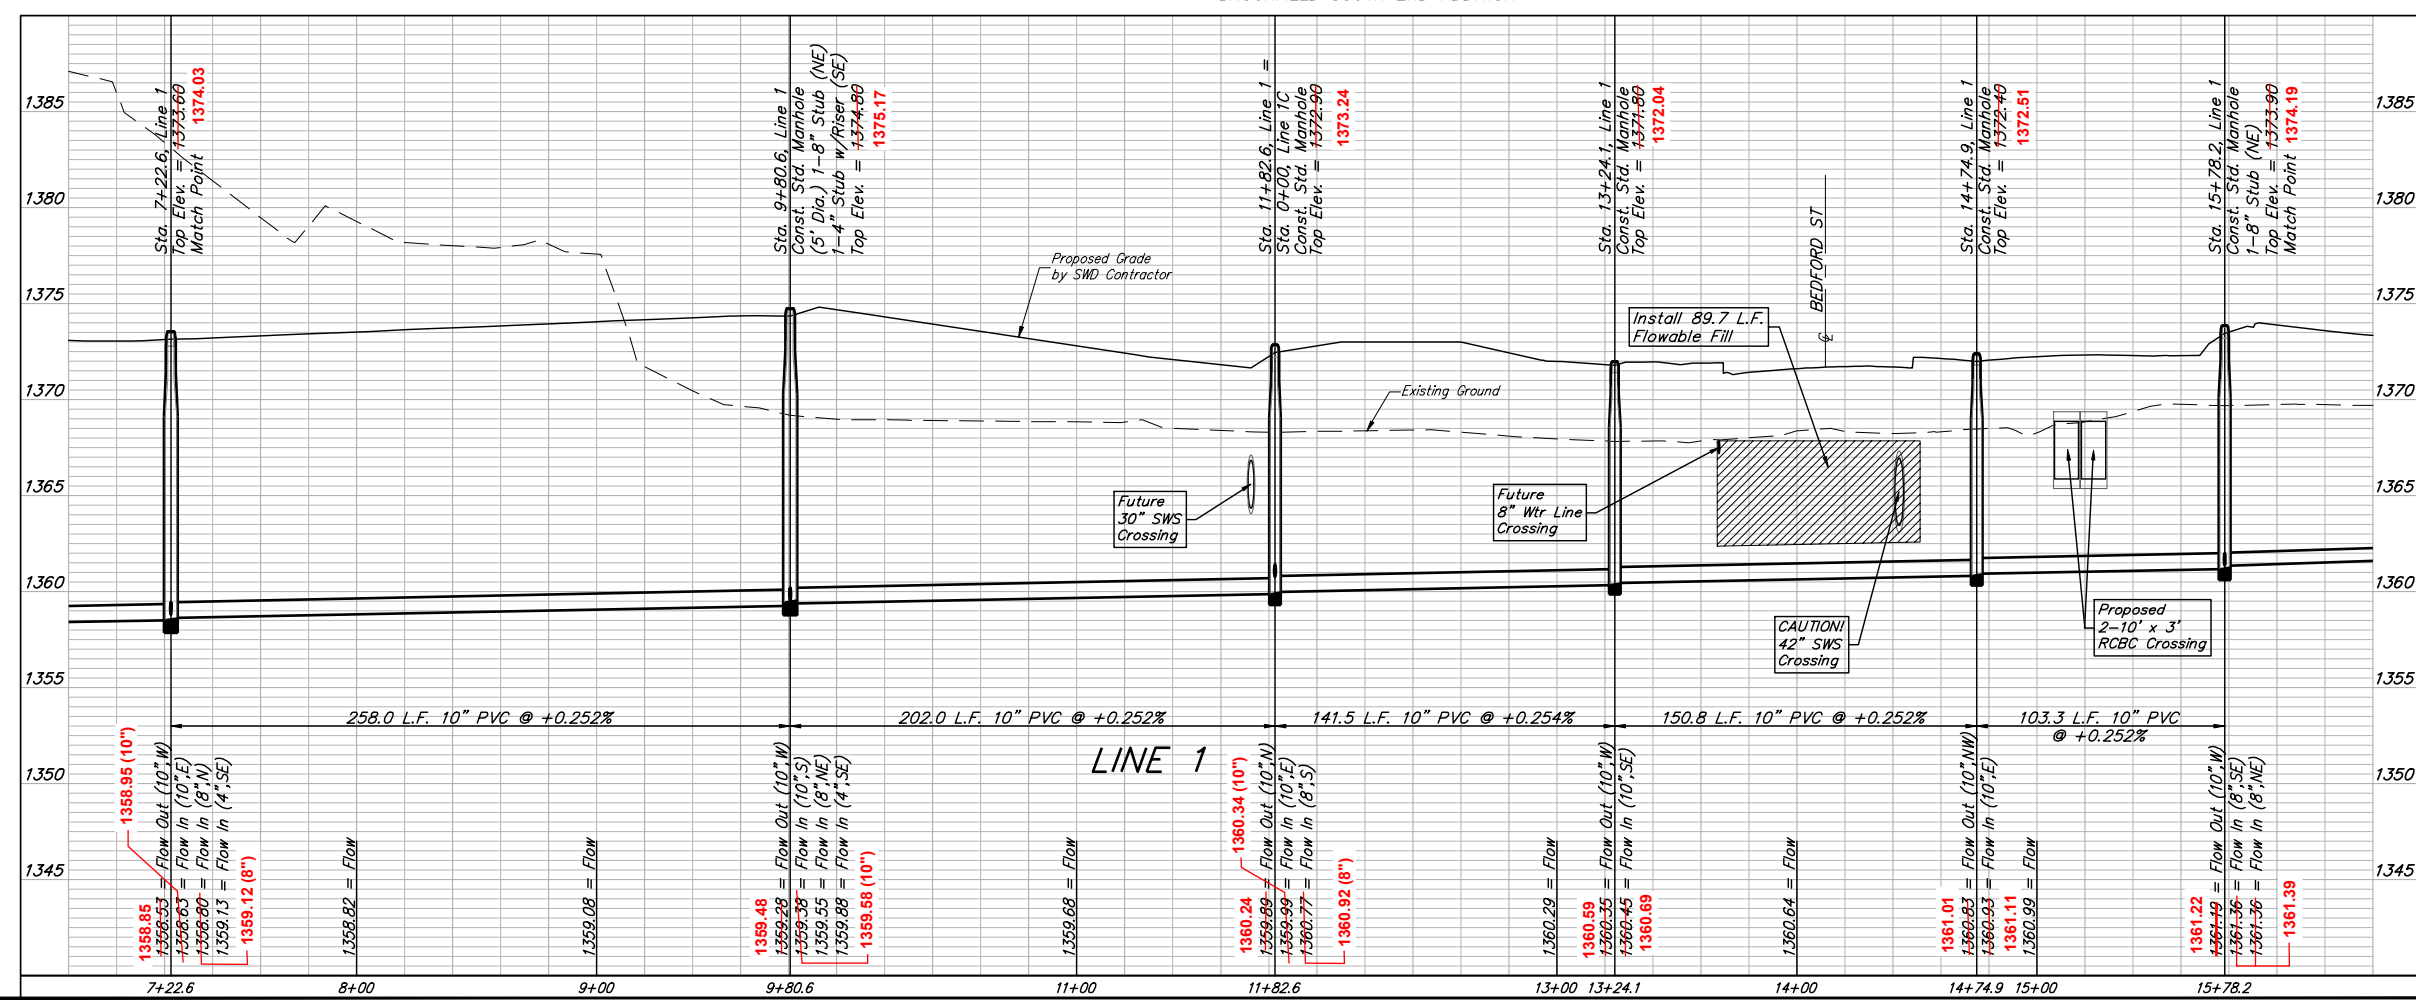 1385
1380
1375
1370
1365
1360
1355
1350
1345
1385
1380
1375
1370
1365
1360
1355
1350
1345
Sta. 7+22.6, Line 1
Top Elev. = 1373.60
Match Point
1374.03
Sta. 9+80.6, Line 1
Const. Std. Manhole
(5' Dia.) 1-8" Stub (NE)
1-4" Stub w/Riser (SE)
Top Elev. = 1374.80
1375.17
Sta. 11+82.6, Line 1 =
Sta. 0+00, Line 1C
Const. Std. Manhole
Top Elev. = 1372.90
1373.24
Sta. 13+24.1, Line 1
Const. Std. Manhole
Top Elev. = 1371.80
1372.04
Sta. 14+74.9, Line 1
Const. Std. Manhole
Top Elev. = 1372.40
1372.51
Sta. 15+78.2, Line 1
Const. Std. Manhole
1-8" Stub (NE)
Top Elev. = 1373.90
Match Point
1374.19
Proposed Grade
by SWD Contractor
Existing Ground
BEDFORD ST
Install 89.7 L.F.
Flowable Fill
Future
30" SWS
Crossing
Future
8" Wtr Line
Crossing
CAUTION!
42" SWS
Crossing
Proposed
2-10' x 3'
RCBC Crossing
258.0 L.F. 10" PVC @ +0.252%
202.0 L.F. 10" PVC @ +0.252%
141.5 L.F. 10" PVC @ +0.254%
150.8 L.F. 10" PVC @ +0.252%
103.3 L.F. 10" PVC
@ +0.252%
LINE 1
1358.95 (10")
1358.85
1358.53 = Flow Out (10",W)
1358.63 = Flow In (10",E)
1358.80 = Flow In (8",N)
1359.13 = Flow In (4",SE)
1359.12 (8")
1358.82 = Flow
1359.08 = Flow
1359.48
1359.28 = Flow Out (10",W)
1359.38 = Flow In (10",S)
1359.55 = Flow In (8",NE)
1359.88 = Flow In (4",SE)
1359.58 (10")
1359.68 = Flow
1360.34 (10")
1360.24
1359.89 = Flow Out (10",N)
1359.99 = Flow In (10",E)
1360.77 = Flow In (8",S)
1360.92 (8")
1360.29 = Flow
1360.59
1360.35 = Flow Out (10",W)
1360.45 = Flow In (10",SE)
1360.69
1360.64 = Flow
1361.01
1360.83 = Flow Out (10",NW)
1360.93 = Flow In (10",E)
1361.11
1360.99 = Flow
1361.22
1361.19 = Flow Out (10",W)
1361.36 = Flow In (8",SE)
1361.36 = Flow In (8",NE)
1361.39
7+22.6
8+00
9+00
9+80.6
11+00
11+82.6
13+00
13+24.1
14+00
14+74.9
15+00
15+78.2